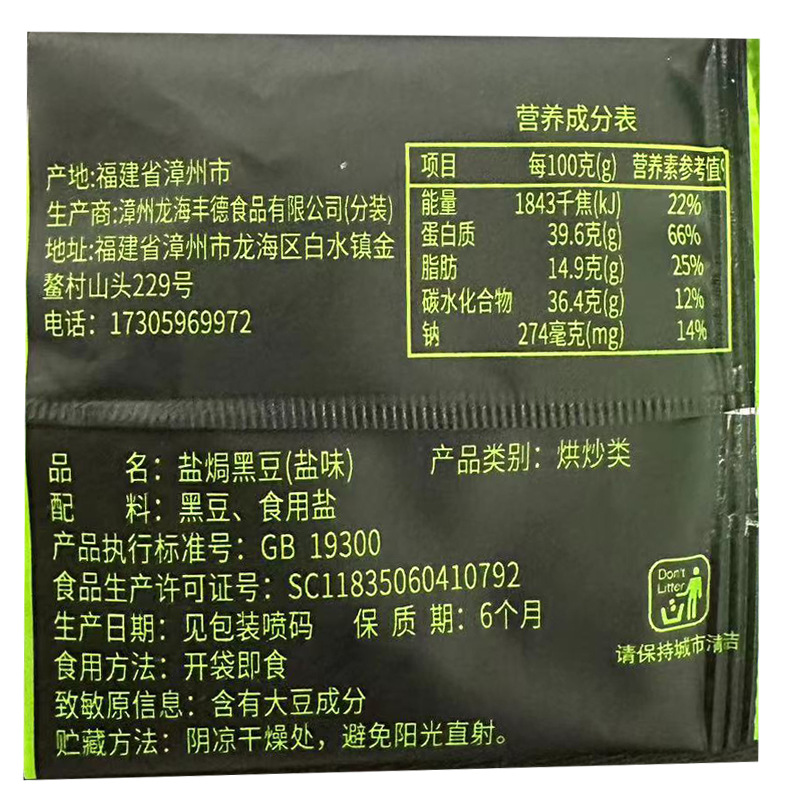 产地:福建省漳州市
生产商:漳州龙海丰德食品有限公司(分装)
地址:福建省漳州市龙海区白水镇金
鳌村山头229号
电话：17305969972
营养成分表
项目 每100克(g) 营养素参考值%
能量 1843千焦(kJ) 22%
蛋白质 39.6克(g) 66%
脂肪 14.9克(g) 25%
碳水化合物 36.4克(g) 12%
钠 274毫克(mg) 14%
品 名：盐焗黑豆(盐味) 产品类别：烘炒类
配 料：黑豆、食用盐
产品执行标准号：GB 19300
食品生产许可证号：SC11835060410792
生产日期：见包装喷码 保 质 期：6个月
食用方法：开袋即食
致敏原信息：含有大豆成分
贮藏方法：阴凉干燥处，避免阳光直射。
Don't
Litter
请保持城市清洁